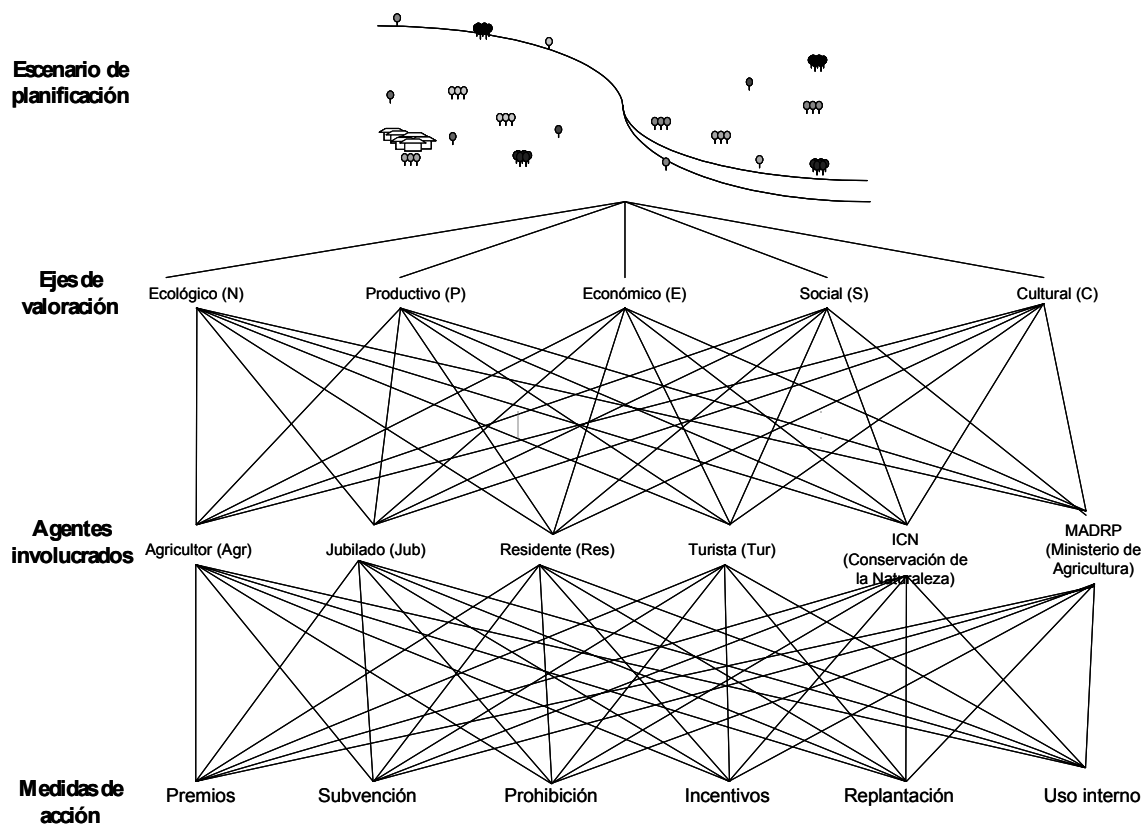 Escenario de
planificación
Ejes de
valoración
Ecológico (N)
Productivo (P)
Económico (E)
Social (S)
Cultural (C)
Agentes
involucrados
Agricultor (Agr)
Jubilado (Jub)
Residente (Res)
Turista (Tur)
ICN
(Conservación de
la Naturaleza)
MADRP
(Ministerio de
Agricultura)
Medidas de
acción
Premios
Subvención
Prohibición
Incentivos
Replantación
Uso interno